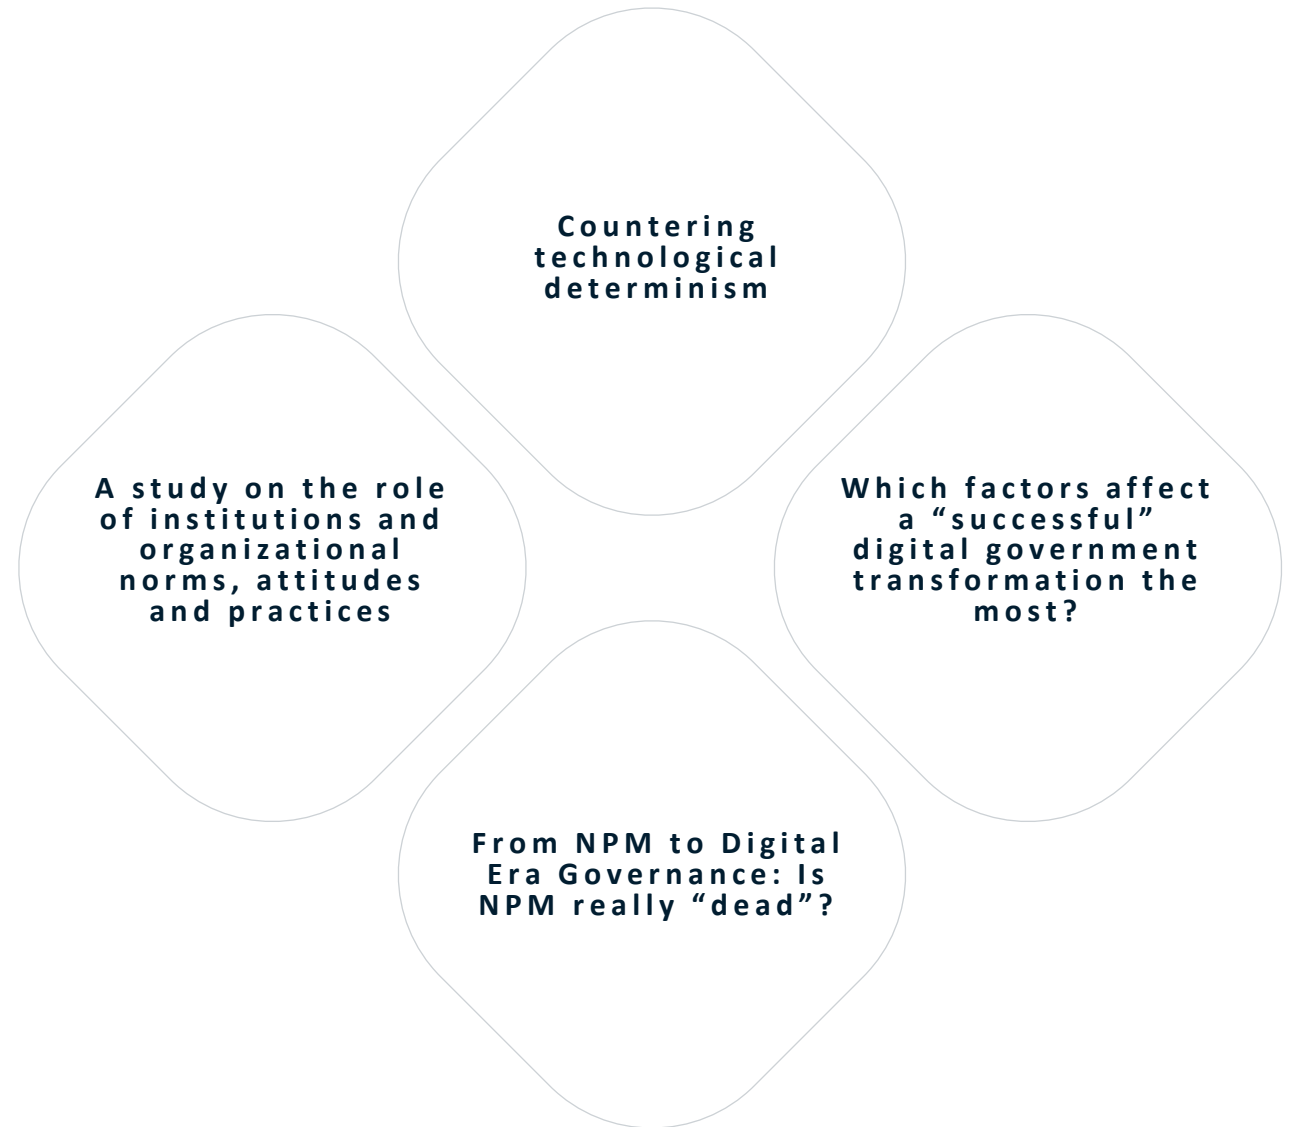 Countering
technological
determinism
A study on the role
of institutions and
organizational
norms, attitudes
and practices
Which factors affect
a “successful”
digital government
transformation the
most?
From NPM to Digital
Era Governance: Is
NPM really “dead”?